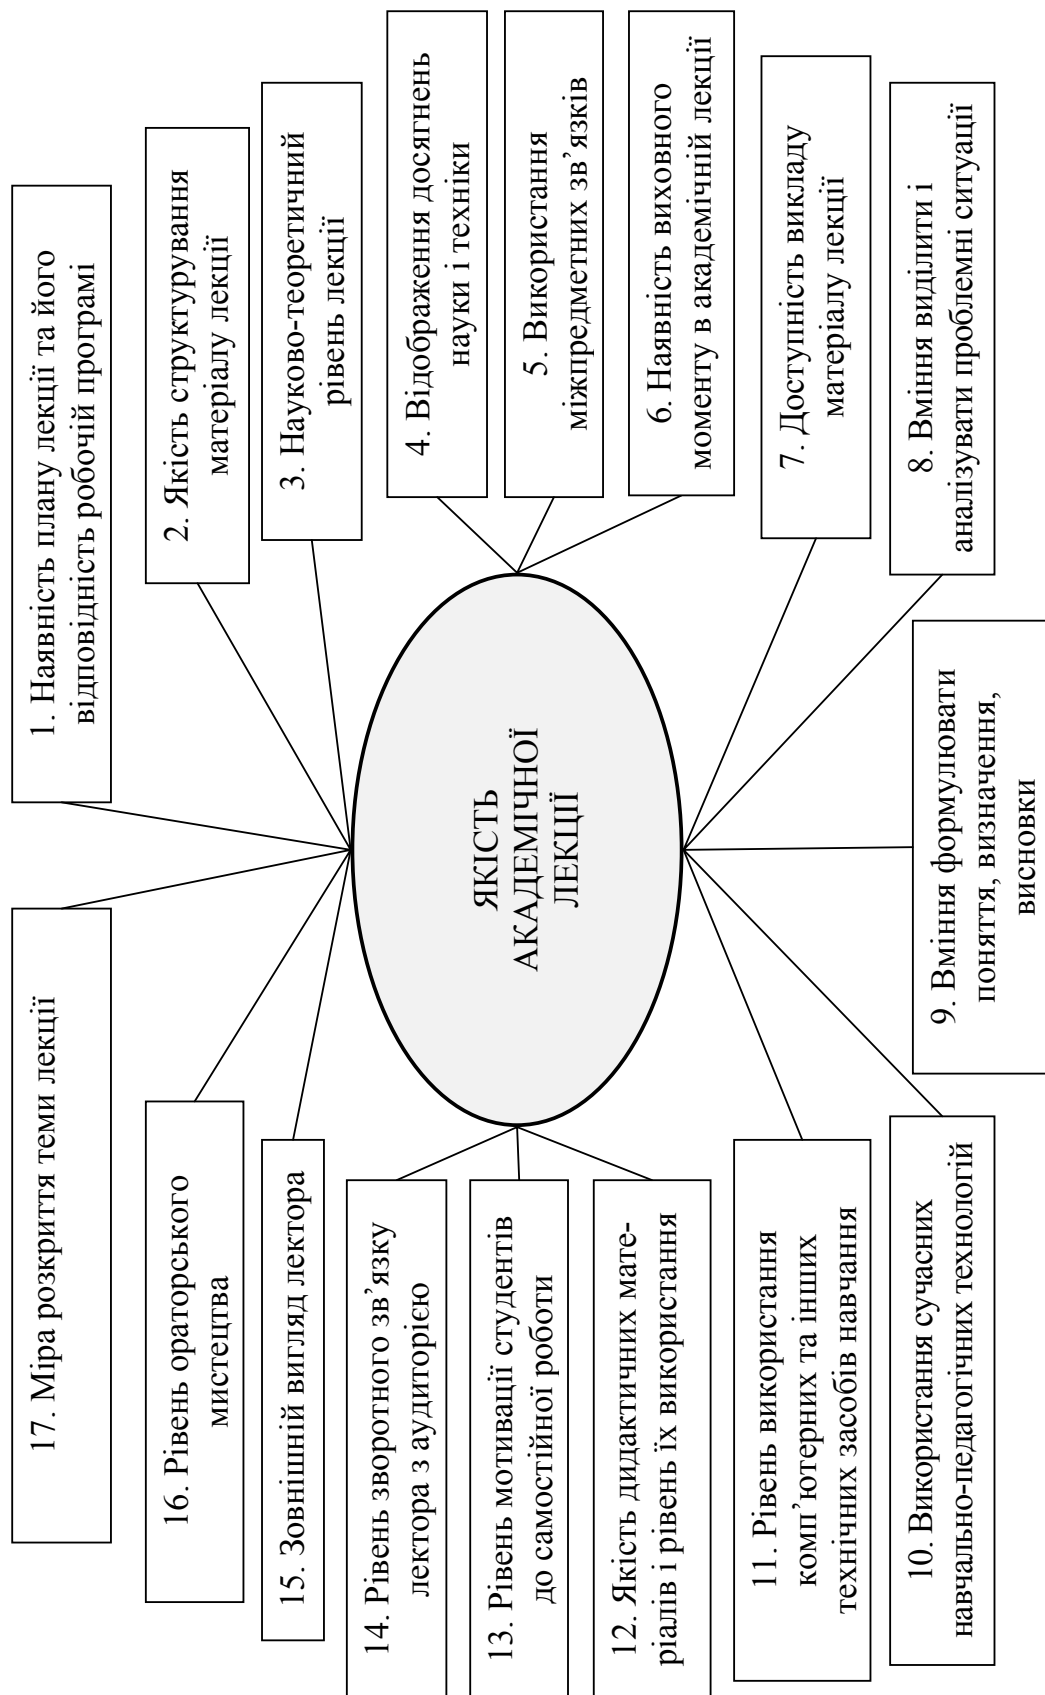 1. Наявність плану лекції та його
відповідність робочій програмі
2. Якість структурування
матеріалу лекції
3. Науково-теоретичний
рівень лекції
4. Відображення досягнень
науки і техніки
5. Використання
міжпредметних зв’язків
6. Наявність виховного
моменту в академічній лекції
7. Доступність викладу
матеріалу лекції
8. Вміння виділити і
аналізувати проблемні ситуації
9. Вміння формулювати
поняття, визначення,
висновки
10. Використання сучасних
навчально-педагогічних технологій
11. Рівень використання
комп’ютерних та інших
технічних засобів навчання
12. Якість дидактичних мате-
ріалів і рівень їх використання
13. Рівень мотивації студентів
до самостійної роботи
14. Рівень зворотного зв’язку
лектора з аудиторією
15. Зовнішній вигляд лектора
16. Рівень ораторського
мистецтва
17. Міра розкриття теми лекції
ЯКІСТЬ
АКАДЕМІЧНОЇ
ЛЕКЦІЇ